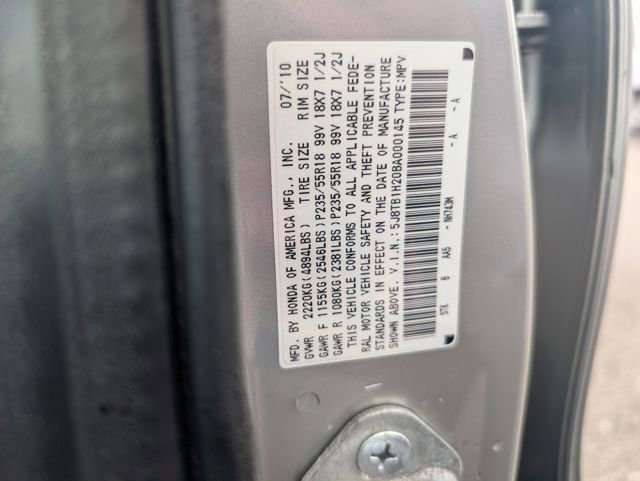 MFD. BY HONDA OF AMERICA MFG., INC. 07/'10
GVWR 2220KG(4894LBS) TIRE SIZE RIM SIZE
GAWR F 1155KG(2546LBS)P235/55R18 99V 18X7 1/2J
GAWR R 1080KG(2381LBS)P235/55R18 99V 18X7 1/2J
THIS VEHICLE CONFORMS TO ALL APPLICABLE FEDE-
RAL MOTOR VEHICLE SAFETY AND THEFT PREVENTION
STANDARDS IN EFFECT ON THE DATE OF MANUFACTURE
SHOWN ABOVE. V.I.N.: 5J8TB1H20BA000145 TYPE:MPV
STK B AA5 - NH743M - A - A